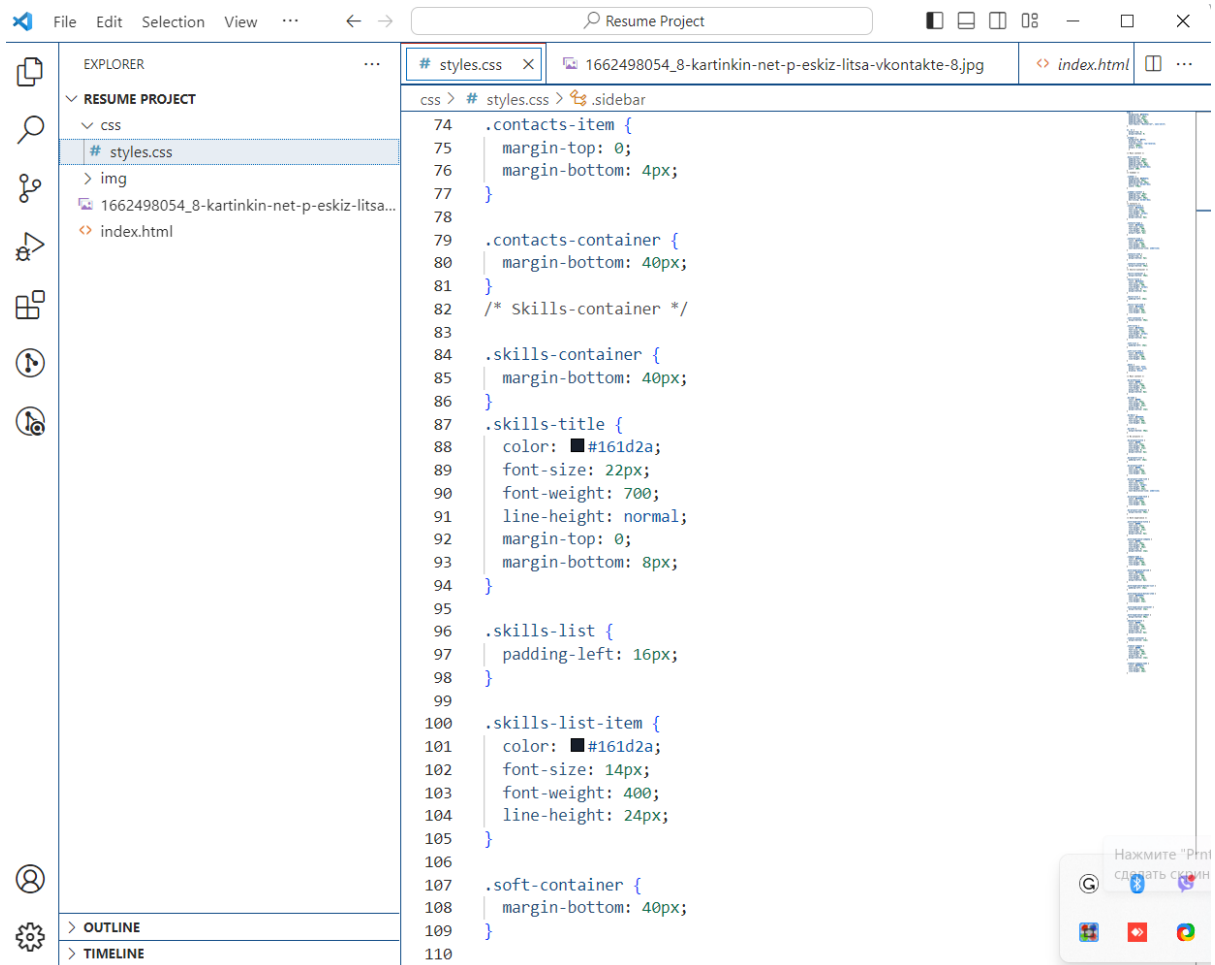 File Edit Selection View ··· Resume Project
EXPLORER ···
RESUME PROJECT
css
# styles.css
img
1662498054_8-kartinkin-net-p-eskiz-litsa...
<> index.html
OUTLINE
TIMELINE
# styles.css 1662498054_8-kartinkin-net-p-eskiz-litsa-vkontakte-8.jpg <> index.html ···
css > # styles.css > .sidebar
74 .contacts-item {
75 margin-top: 0;
76 margin-bottom: 4px;
77 }
78
79 .contacts-container {
80 margin-bottom: 40px;
81 }
82 /* Skills-container */
83
84 .skills-container {
85 margin-bottom: 40px;
86 }
87 .skills-title {
88 color: #161d2a;
89 font-size: 22px;
90 font-weight: 700;
91 line-height: normal;
92 margin-top: 0;
93 margin-bottom: 8px;
94 }
95
96 .skills-list {
97 padding-left: 16px;
98 }
99
100 .skills-list-item {
101 color: #161d2a;
102 font-size: 14px;
103 font-weight: 400;
104 line-height: 24px;
105 }
106
107 .soft-container {
108 margin-bottom: 40px;
109 }
110
Нажмите "Prnt
сделать скрин